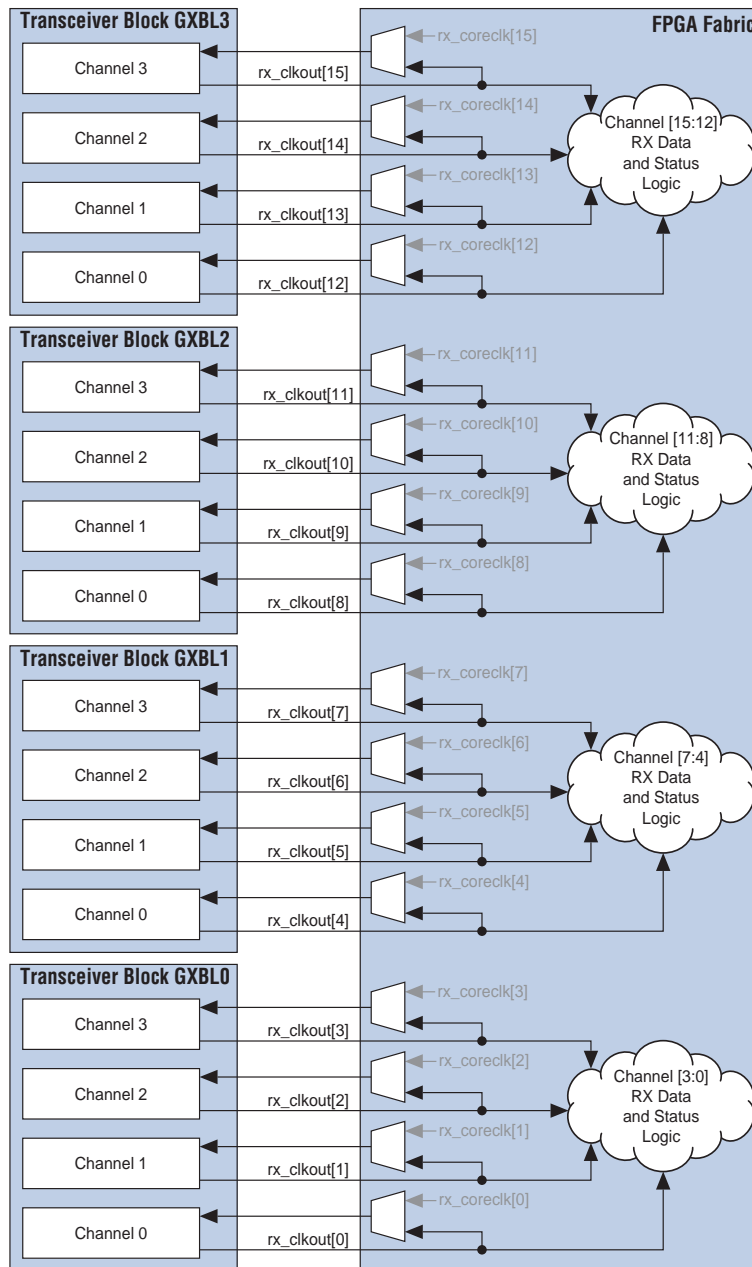 Transceiver Block GXBL3
FPGA Fabric
rx_coreclk[15]
Channel 3
rx_clkout[15]
rx_coreclk[14]
Channel 2
rx_clkout[14]
rx_coreclk[13]
Channel 1
rx_clkout[13]
rx_coreclk[12]
Channel 0
rx_clkout[12]
Channel [15:12]
RX Data
and Status
Logic
Transceiver Block GXBL2
rx_coreclk[11]
Channel 3
rx_clkout[11]
rx_coreclk[10]
Channel 2
rx_clkout[10]
rx_coreclk[9]
Channel 1
rx_clkout[9]
rx_coreclk[8]
Channel 0
rx_clkout[8]
Channel [11:8]
RX Data
and Status
Logic
Transceiver Block GXBL1
rx_coreclk[7]
Channel 3
rx_clkout[7]
rx_coreclk[6]
Channel 2
rx_clkout[6]
rx_coreclk[5]
Channel 1
rx_clkout[5]
rx_coreclk[4]
Channel 0
rx_clkout[4]
Channel [7:4]
RX Data
and Status
Logic
Transceiver Block GXBL0
rx_coreclk[3]
Channel 3
rx_clkout[3]
rx_coreclk[2]
Channel 2
rx_clkout[2]
rx_coreclk[1]
Channel 1
rx_clkout[1]
rx_coreclk[0]
Channel 0
rx_clkout[0]
Channel [3:0]
RX Data
and Status
Logic